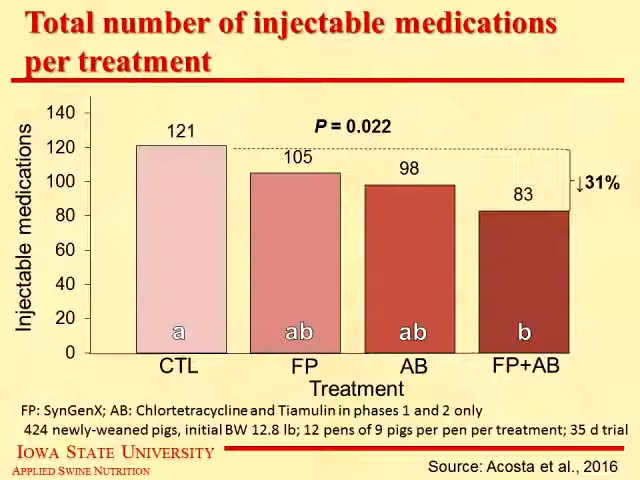 Total number of injectable medications
per treatment
Injectable medications
140
120
100
80
60
40
20
0
P = 0.022
121
105
98
83
↓31%
a
ab
ab
b
CTL
FP
AB
FP+AB
Treatment
FP: SynGenX; AB: Chlortetracycline and Tiamulin in phases 1 and 2 only
424 newly-weaned pigs, initial BW 12.8 lb; 12 pens of 9 pigs per pen per treatment; 35 d trial
IOWA STATE UNIVERSITY
APPLIED SWINE NUTRITION
Source: Acosta et al., 2016